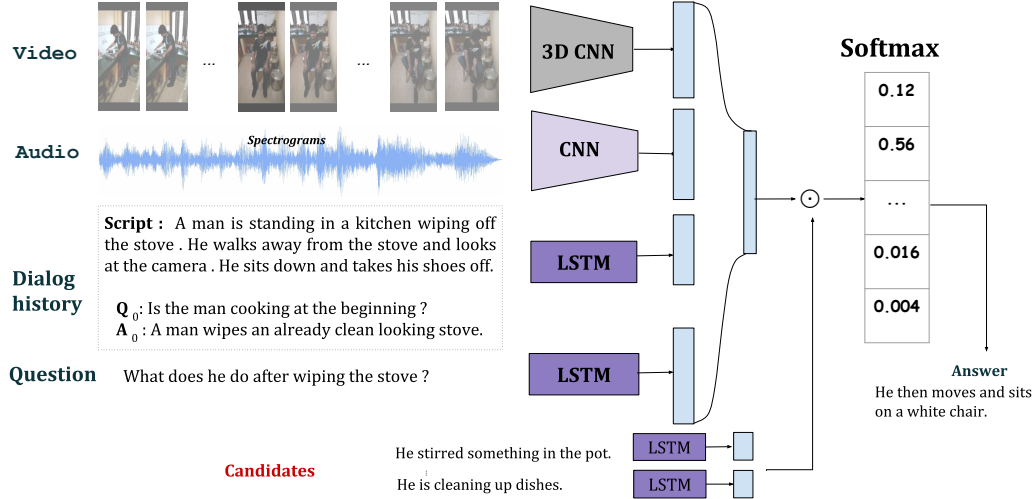 Video
...
...
3D CNN
Softmax
0.12
0.56
...
0.016
0.004
Audio
Spectrograms
CNN
Dialog
history
Script : A man is standing in a kitchen wiping off
the stove . He walks away from the stove and looks
at the camera . He sits down and takes his shoes off.
Q 0: Is the man cooking at the beginning ?
A 0 : A man wipes an already clean looking stove.
LSTM
Question
What does he do after wiping the stove ?
LSTM
Answer
He then moves and sits
on a white chair.
Candidates
He stirred something in the pot.
LSTM
He is cleaning up dishes.
LSTM